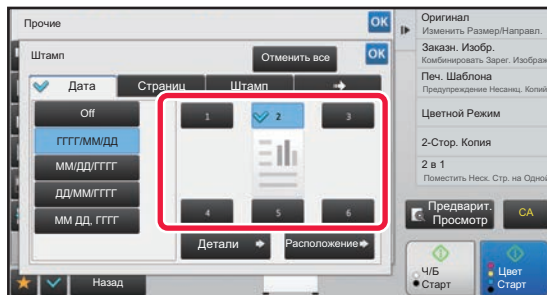 Прочие
OK
Штамп
Отменить все
OK
Дата
Страниц
Штамп
Off
ГГГГ/ММ/ДД
ММ/ДД/ГГГГ
ДД/ММ/ГГГГ
ММ ДД, ГГГГ
1
2
3
4
5
6
Детали
Расположение
Назад
Оригинал
Изменить Размер/Направл.
Заказн. Изобр.
Комбинировать Зарег. Изображ
Печ. Шаблона
Предупреждение Несанкц. Копий
Цветной Режим
2-Стор. Копия
2 в 1
Поместить Неск. Стр. на Одной
Предварит.
Просмотр
CA
Ч/Б
Старт
Цвет
Старт